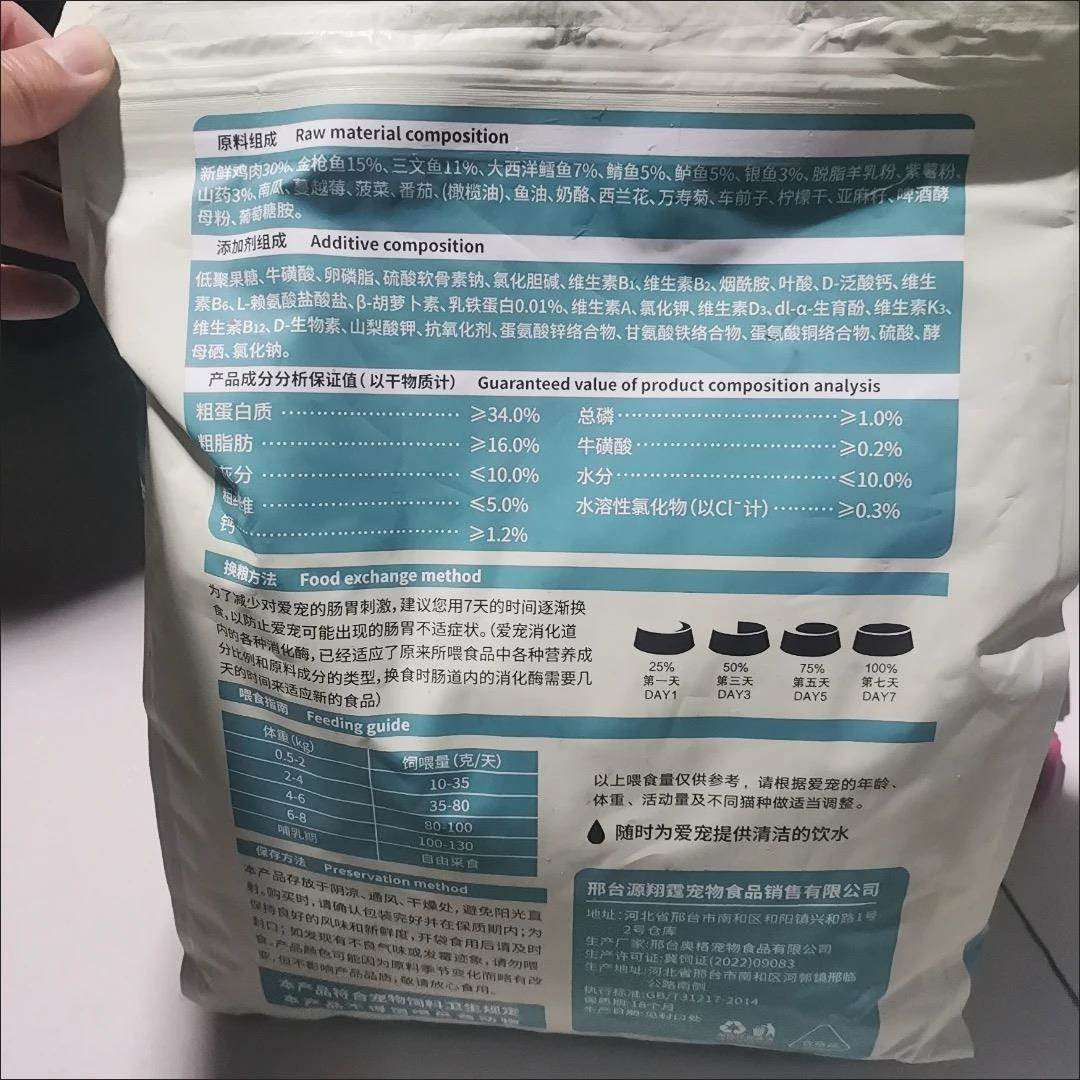 原料组成 Raw material composition
新鲜鸡肉30%、金枪鱼15%、三文鱼11%、大西洋鳕鱼7%、鲭鱼5%、鲈鱼5%、银鱼3%、脱脂羊乳粉、紫薯粉、
山药3%、南瓜、蔓越莓、菠菜、番茄、(橄榄油)、鱼油、奶酪、西兰花、万寿菊、车前子、柠檬干、亚麻籽、啤酒酵
母粉、葡萄糖胺。
添加剂组成 Additive composition
低聚果糖、牛磺酸、卵磷脂、硫酸软骨素钠、氯化胆碱、维生素B₁、维生素B₂、烟酰胺、叶酸、D-泛酸钙、维生
素B₆、L-赖氨酸盐酸盐、β-胡萝卜素、乳铁蛋白0.01%、维生素A、氯化钾、维生素D₃、dl-α-生育酚、维生素K₃、
维生素B₁₂、D-生物素、山梨酸钾、抗氧化剂、蛋氨酸锌络合物、甘氨酸铁络合物、蛋氨酸铜络合物、硫酸、酵
母硒、氯化钠。
产品成分分析保证值(以干物质计) Guaranteed value of product composition analysis
粗蛋白质 ≥34.0% 总磷 ≥1.0%
粗脂肪 ≥16.0% 牛磺酸 ≥0.2%
灰分 ≤10.0% 水分 ≤10.0%
粗纤维 ≤5.0% 水溶性氯化物(以Cl⁻计) ≥0.3%
钙 ≥1.2%
换粮方法 Food exchange method
为了减少对爱宠的肠胃刺激,建议您用7天的时间逐渐换
食,以防止爱宠可能出现的肠胃不适症状。(爱宠消化道
内的各种消化酶,已经适应了原来所喂食品中各种营养成
分比例和原料成分的类型,换食时肠道内的消化酶需要几
天的时间来适应新的食品)
25% 50% 75% 100%
第一天 第三天 第五天 第七天
DAY1 DAY3 DAY5 DAY7
喂食指南 Feeding guide
体重(kg) 饲喂量(克/天)
0.5-2 10-35
2-4 35-80
4-6 80-100
6-8 100-130
哺乳期 自由采食
以上喂食量仅供参考，请根据爱宠的年龄、
体重、活动量及不同猫种做适当调整。
随时为爱宠提供清洁的饮水
保存方法 Preservation method
本产品存放于阴凉、通风、干燥处，避免阳光直
射。购买时,请确认包装完好并在保质期内;为
保持良好的风味和新鲜度，开袋食用后请及时
封口；如发现有不良气味或发霉迹象，请勿喂
食。产品颜色可能因为原料季节变化而略有改
变,但不影响产品品质,敬请放心食用。
本产品符合宠物饲料卫生规定
本产品不得饲喂反刍动物
邢台源翔霆宠物食品销售有限公司
地址:河北省邢台市南和区和阳镇兴和路1号
2号仓库
生产厂家:邢台奥格宠物食品有限公司
生产许可证:冀饲证(2022)09083
生产地址:河北省邢台市南和区河郭镇邢临
公路南侧
执行标准:GB/T31217-2014
保质期:18个月
生产日期:见封口处